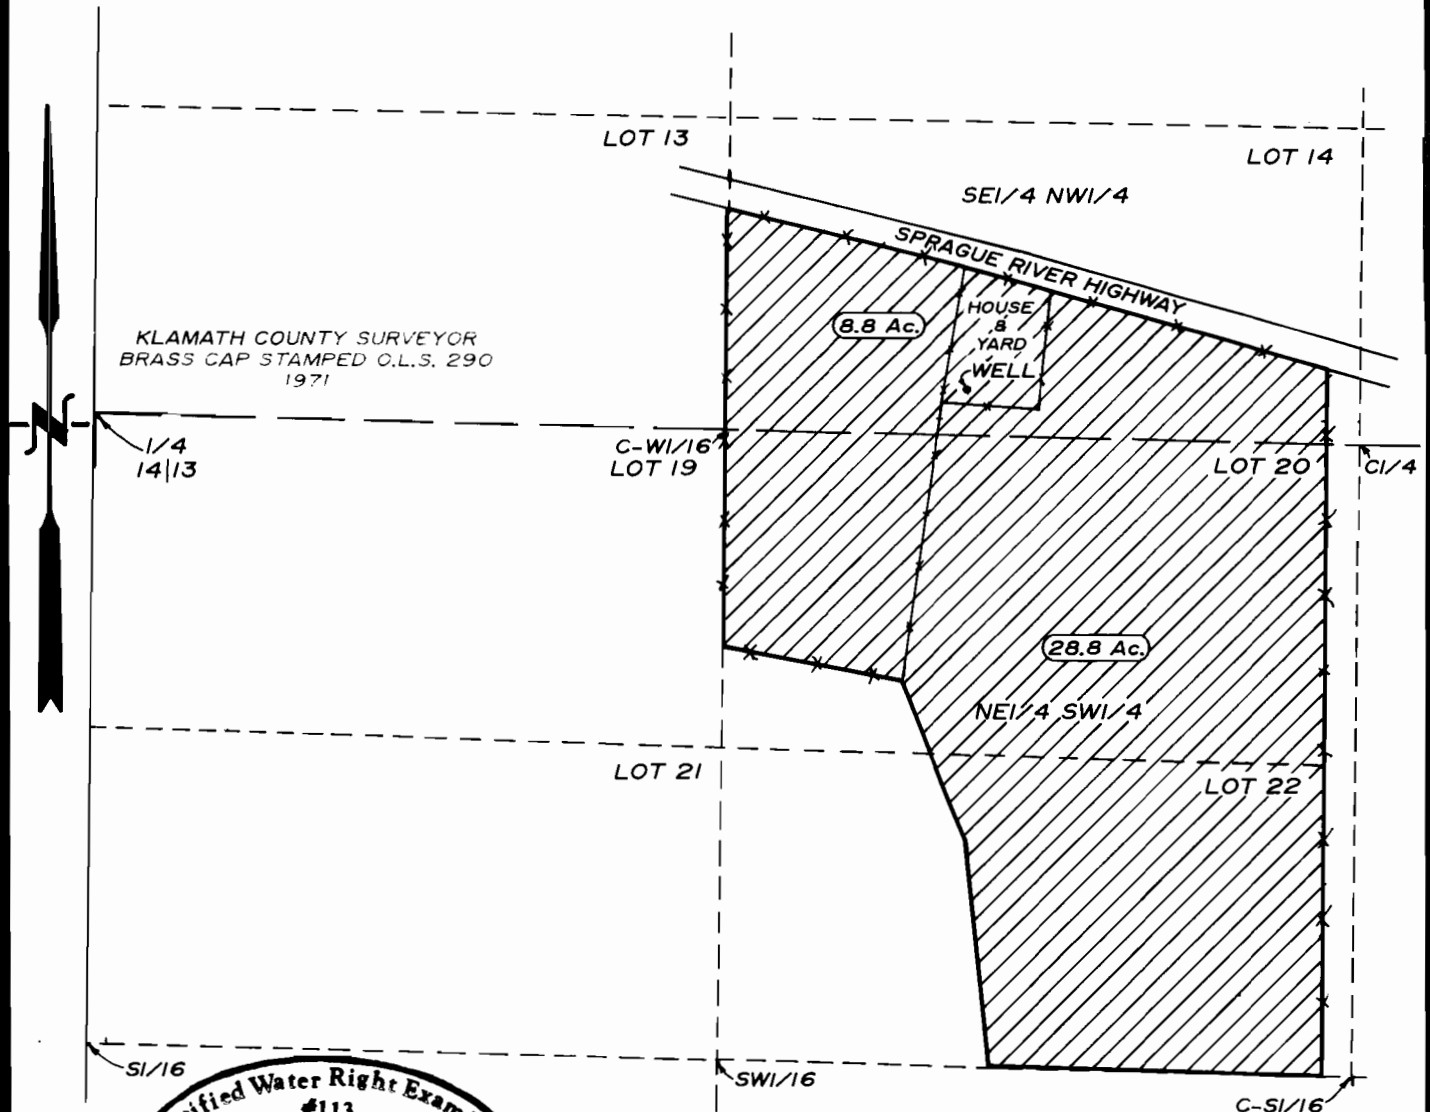 LOT 13
LOT 14
SE1/4 NW1/4
SPRAGUE RIVER HIGHWAY
8.8 Ac.
HOUSE
&
YARD
WELL
KLAMATH COUNTY SURVEYOR
BRASS CAP STAMPED O.L.S. 290
1971
N
1/4
14|13
C-W1/16
LOT 19
LOT 20
C1/4
28.8 Ac.
NE1/4 SW1/4
LOT 21
LOT 22
S1/16
SW1/16
C-S1/16
ified Water Right Exam
#113